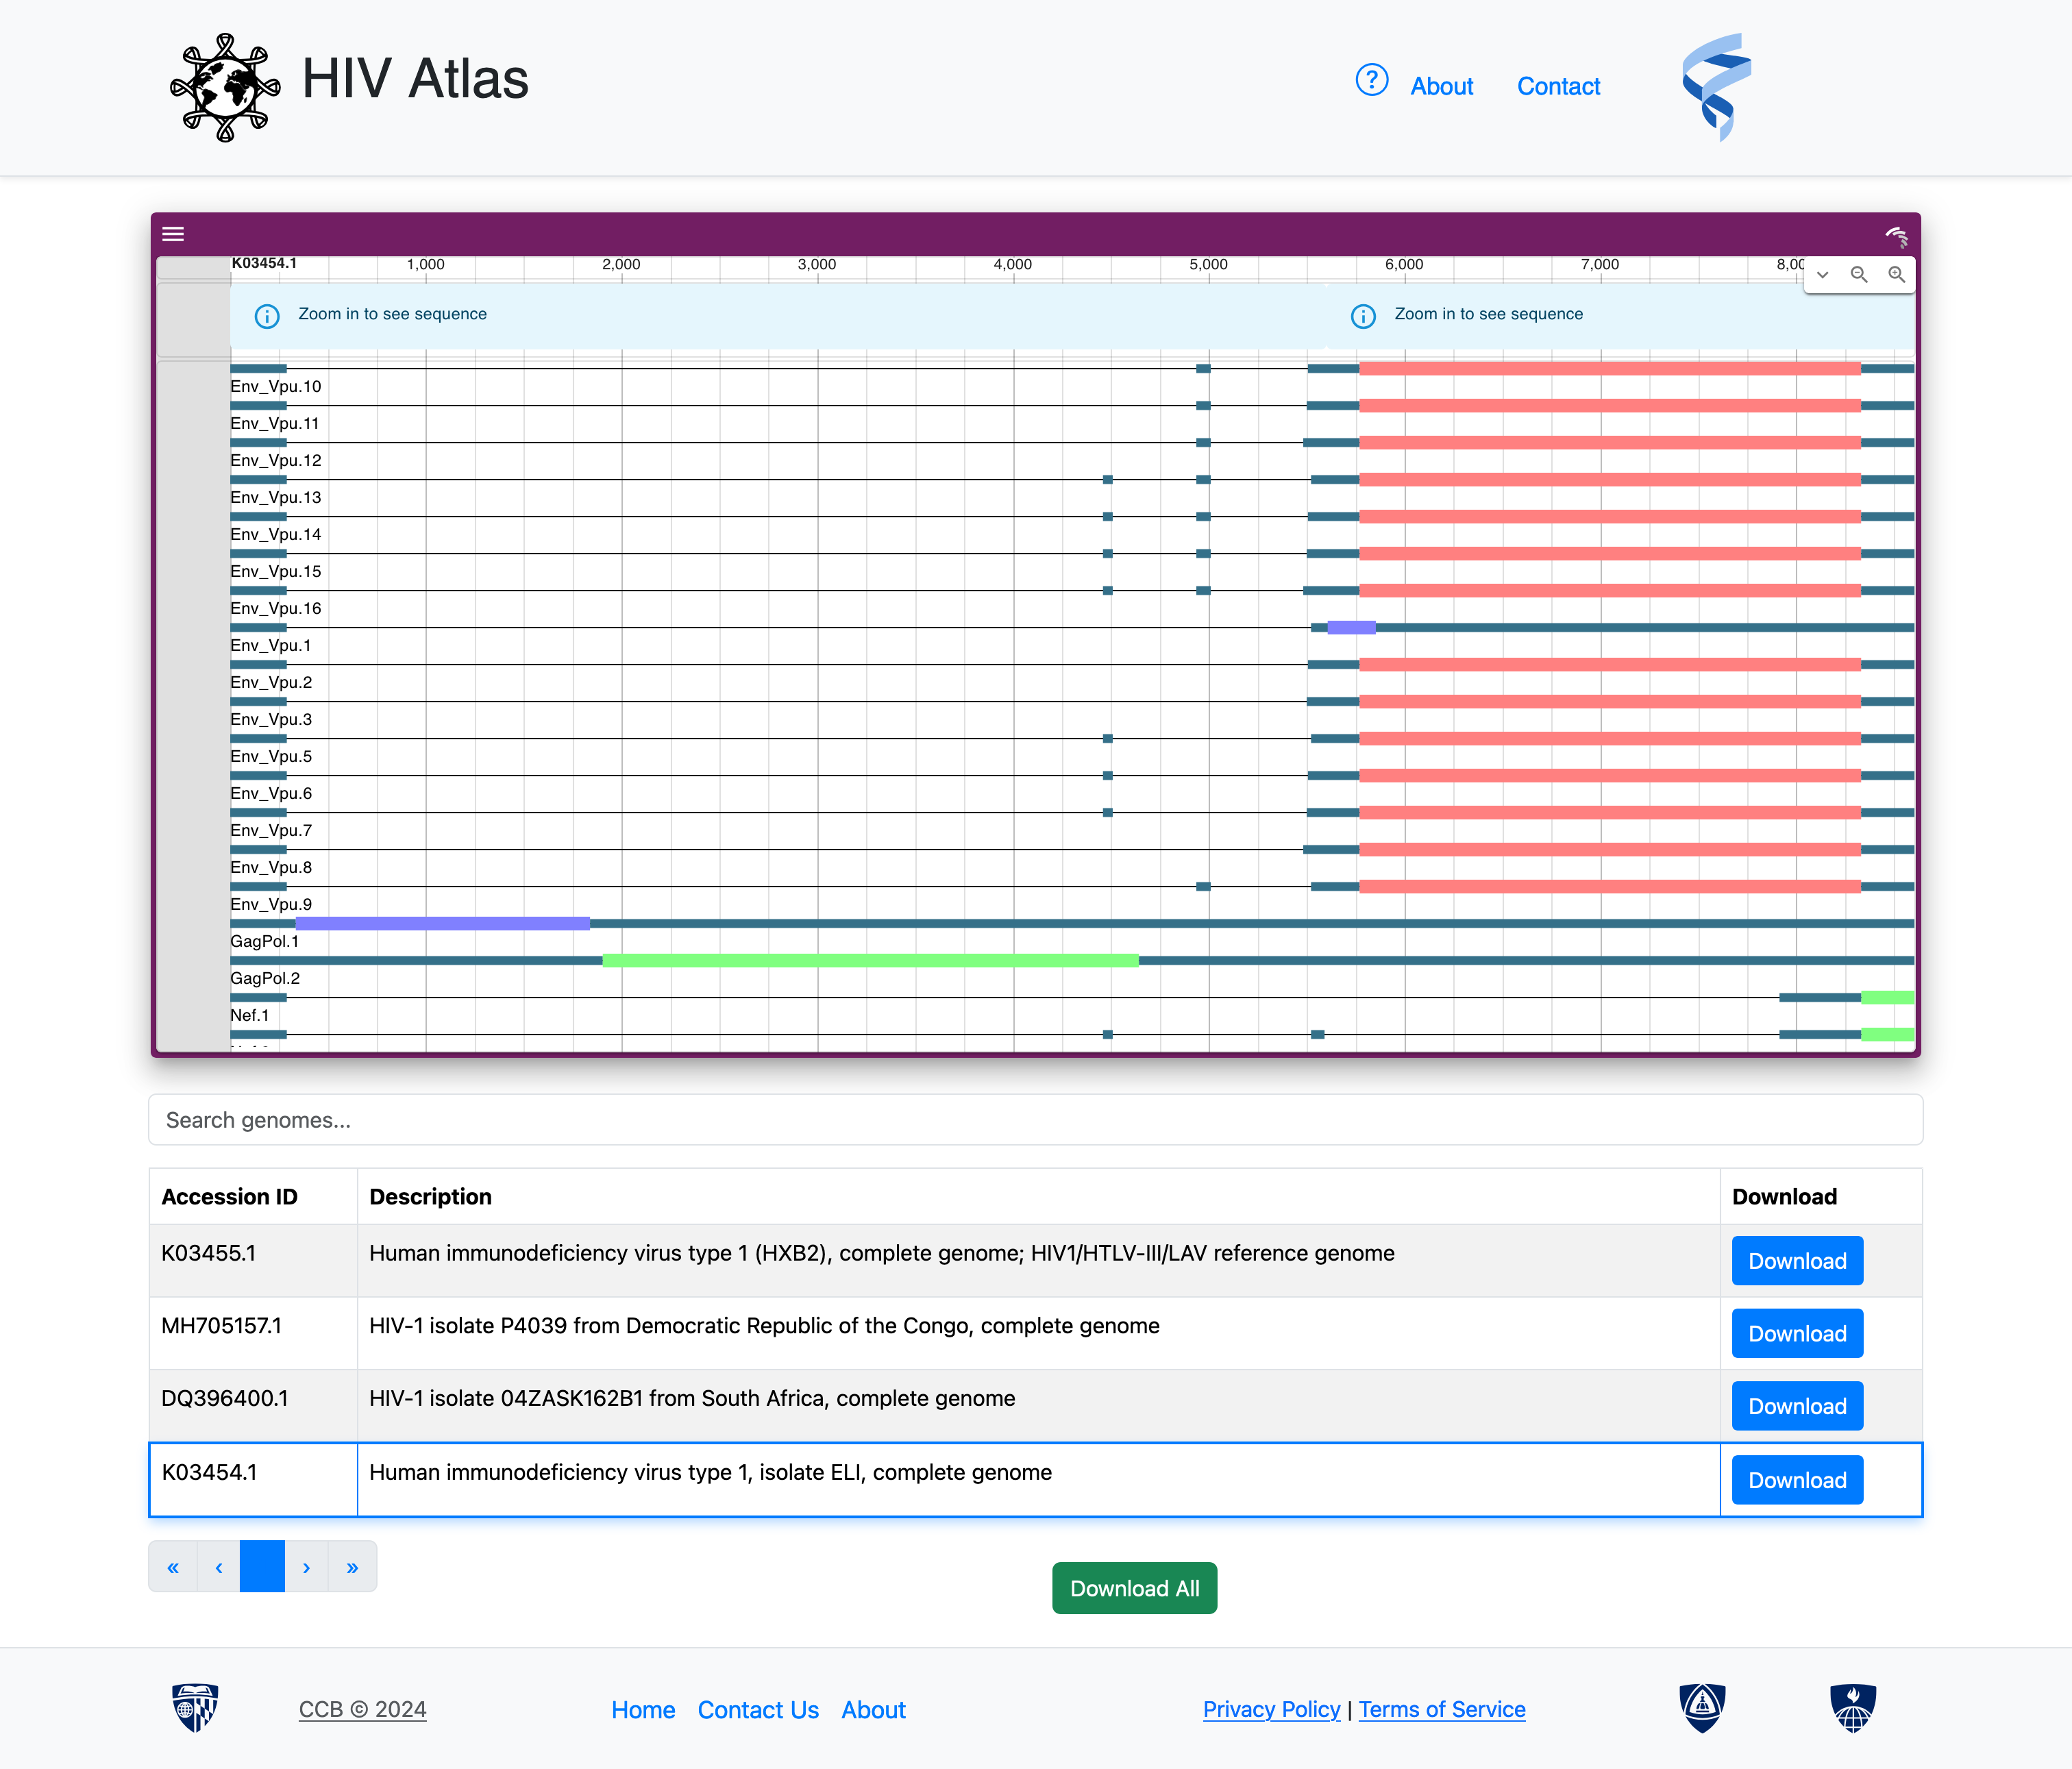 HIV Atlas
? About Contact
K03454.1 1,000 2,000 3,000 4,000 5,000 6,000 7,000
Zoom in to see sequence Zoom in to see sequence
Env_Vpu.10
Env_Vpu.11
Env_Vpu.12
Env_Vpu.13
Env_Vpu.14
Env_Vpu.15
Env_Vpu.16
Env_Vpu.1
Env_Vpu.2
Env_Vpu.3
Env_Vpu.5
Env_Vpu.6
Env_Vpu.7
Env_Vpu.8
Env_Vpu.9
GagPol.1
GagPol.2
Nef.1
Search genomes...
Accession ID Description Download
K03455.1 Human immunodeficiency virus type 1 (HXB2), complete genome; HIV1/HTLV-III/LAV reference genome Download
MH705157.1 HIV-1 isolate P4039 from Democratic Republic of the Congo, complete genome Download
DQ396400.1 HIV-1 isolate 04ZASK162B1 from South Africa, complete genome Download
K03454.1 Human immunodeficiency virus type 1, isolate ELI, complete genome Download
« ‹ › »
Download All
CCB © 2024 Home Contact Us About Privacy Policy | Terms of Service